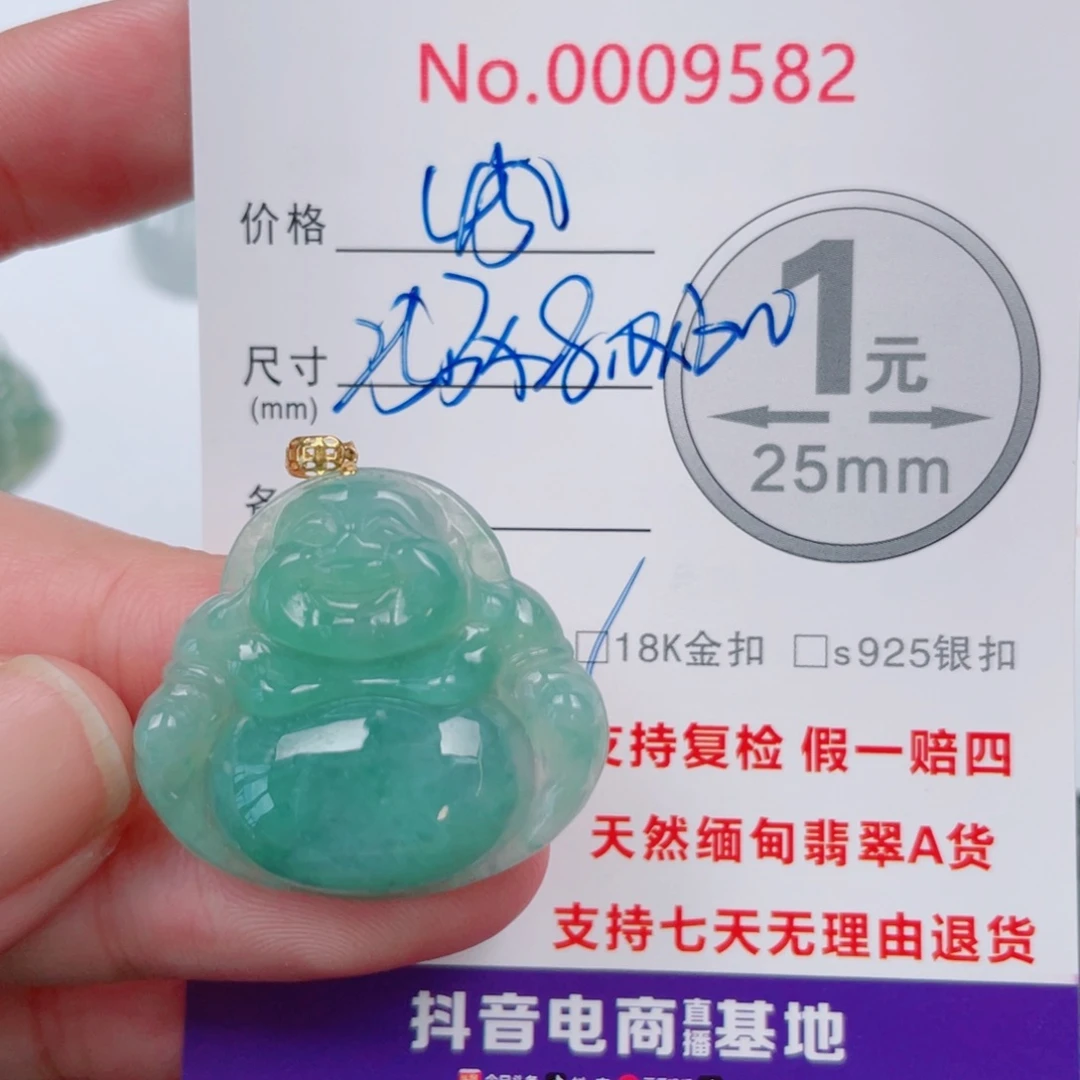 No.0009582
价格
尺寸
(mm)
1元
25mm
□18K金扣 □s925银扣
支持复检 假一赔四
天然缅甸翡翠A货
支持七天无理由退货
抖音电商直播基地